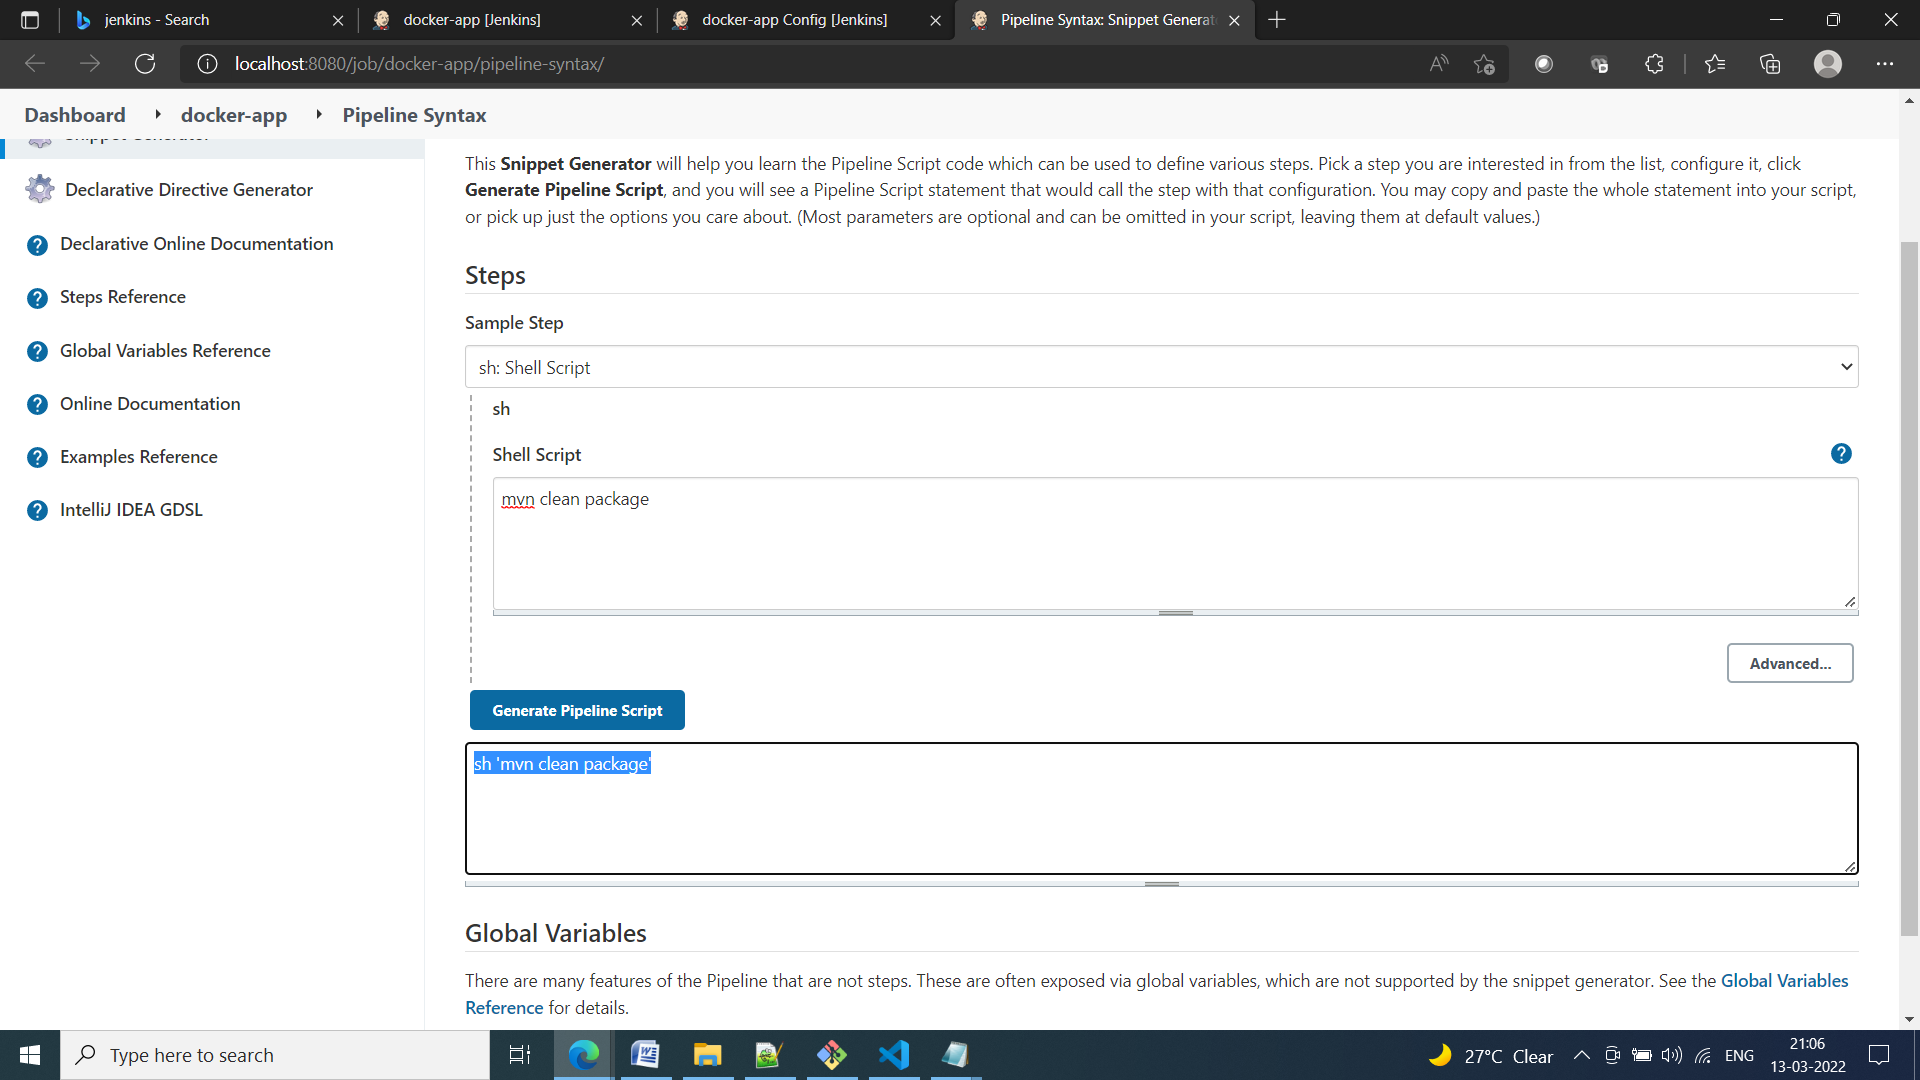 jenkins - Search
docker-app [Jenkins]
docker-app Config [Jenkins]
Pipeline Syntax: Snippet Generat
localhost:8080/job/docker-app/pipeline-syntax/
Dashboard
docker-app
Pipeline Syntax
Snippet Generator
Declarative Directive Generator
Declarative Online Documentation
Steps Reference
Global Variables Reference
Online Documentation
Examples Reference
IntelliJ IDEA GDSL
This Snippet Generator will help you learn the Pipeline Script code which can be used to define various steps. Pick a step you are interested in from the list, configure it, click
Generate Pipeline Script, and you will see a Pipeline Script statement that would call the step with that configuration. You may copy and paste the whole statement into your script,
or pick up just the options you care about. (Most parameters are optional and can be omitted in your script, leaving them at default values.)
Steps
Sample Step
sh: Shell Script
sh
Shell Script
mvn clean package
Advanced...
Generate Pipeline Script
sh 'mvn clean package'
Global Variables
There are many features of the Pipeline that are not steps. These are often exposed via global variables, which are not supported by the snippet generator. See the Global Variables
Reference for details.
Type here to search
27°C Clear
ENG
21:06
13-03-2022